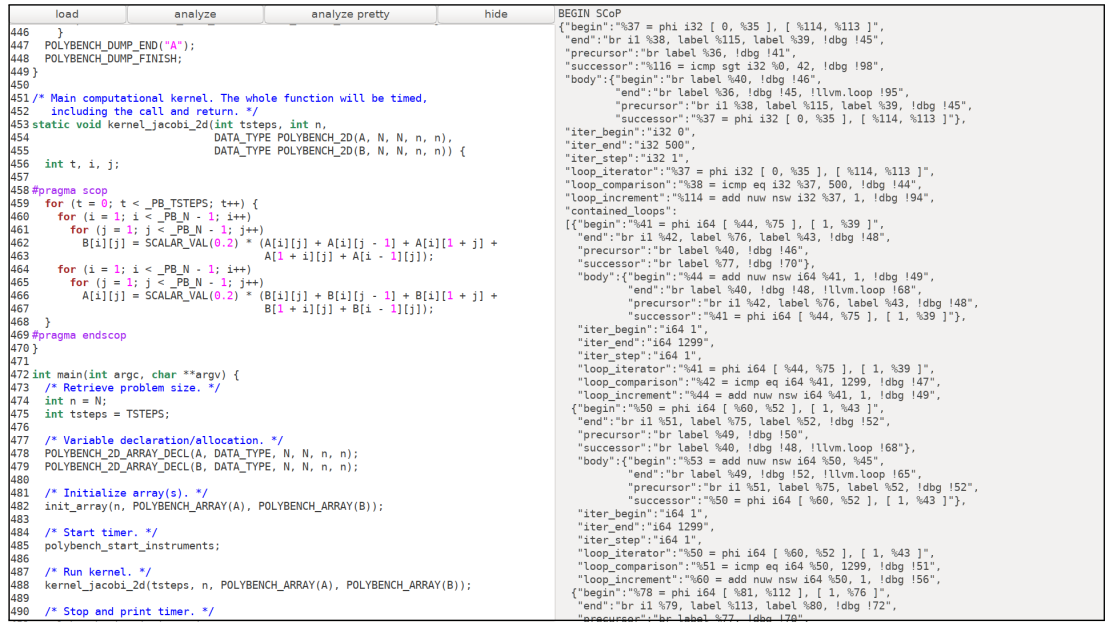 load analyze analyze pretty hide
446     }
447   POLYBENCH_DUMP_END("A");
448   POLYBENCH_DUMP_FINISH;
449 }
450
451 /* Main computational kernel. The whole function will be timed,
452    including the call and return. */
453 static void kernel_jacobi_2d(int tsteps, int n,
454                              DATA_TYPE POLYBENCH_2D(A, N, N, n, n),
455                              DATA_TYPE POLYBENCH_2D(B, N, N, n, n)) {
456   int t, i, j;
457
458 #pragma scop
459   for (t = 0; t < _PB_TSTEPS; t++) {
460     for (i = 1; i < _PB_N - 1; i++)
461       for (j = 1; j < _PB_N - 1; j++)
462         B[i][j] = SCALAR_VAL(0.2) * (A[i][j] + A[i][j - 1] + A[i][1 + j] +
463                                      A[1 + i][j] + A[i - 1][j]);
464     for (i = 1; i < _PB_N - 1; i++)
465       for (j = 1; j < _PB_N - 1; j++)
466         A[i][j] = SCALAR_VAL(0.2) * (B[i][j] + B[i][j - 1] + B[i][1 + j] +
467                                      B[1 + i][j] + B[i - 1][j]);
468   }
469 #pragma endscop
470 }
471
472 int main(int argc, char **argv) {
473   /* Retrieve problem size. */
474   int n = N;
475   int tsteps = TSTEPS;
476
477   /* Variable declaration/allocation. */
478   POLYBENCH_2D_ARRAY_DECL(A, DATA_TYPE, N, N, n, n);
479   POLYBENCH_2D_ARRAY_DECL(B, DATA_TYPE, N, N, n, n);
480
481   /* Initialize array(s). */
482   init_array(n, POLYBENCH_ARRAY(A), POLYBENCH_ARRAY(B));
483
484   /* Start timer. */
485   polybench_start_instruments;
486
487   /* Run kernel. */
488   kernel_jacobi_2d(tsteps, n, POLYBENCH_ARRAY(A), POLYBENCH_ARRAY(B));
489
490   /* Stop and print timer. */
BEGIN SCoP
{"begin":"%37 = phi i32 [ 0, %35 ], [ %114, %113 ]",
 "end":"br i1 %38, label %115, label %39, !dbg !45",
 "precursor":"br label %36, !dbg !41"
 "successor":"%116 = icmp sgt i32 %0, 42, !dbg !98",
 "body":{"begin":"br label %40, !dbg !46",
         "end":"br label %36, !dbg !45, !llvm.loop !95",
         "precursor":"br i1 %38, label %115, label %39, !dbg !45",
         "successor":"%37 = phi i32 [ 0, %35 ], [ %114, %113 ]"},
 "iter_begin":"i32 0",
 "iter_end":"i32 500",
 "iter_step":"i32 1",
 "loop_iterator":"%37 = phi i32 [ 0, %35 ], [ %114, %113 ]",
 "loop_comparison":"%38 = icmp eq i32 %37, 500, !dbg !44",
 "loop_increment":"%114 = add nuw nsw i32 %37, 1, !dbg !94",
 "contained_loops":
 [{"begin":"%41 = phi i64 [ %44, %75 ], [ 1, %39 ]",
   "end":"br i1 %42, label %76, label %43, !dbg !48",
   "precursor":"br label %40, !dbg !46"
   "successor":"br label %77, !dbg !70"},
   "body":{"begin":"%44 = add nuw nsw i64 %41, 1, !dbg !49",
           "end":"br label %40, !dbg !48, !llvm.loop !68",
           "precursor":"br i1 %42, label %76, label %43, !dbg !48",
           "successor":"%41 = phi i64 [ %44, %75 ], [ 1, %39 ]"},
   "iter_begin":"i64 1",
   "iter_end":"i64 1299",
   "iter_step":"i64 1",
   "loop_iterator":"%41 = phi i64 [ %44, %75 ], [ 1, %39 ]",
   "loop_comparison":"%42 = icmp eq i64 %41, 1299, !dbg !47",
   "loop_increment":"%44 = add nuw nsw i64 %41, 1, !dbg !49",
  {"begin":"%50 = phi i64 [ %60, %52 ], [ 1, %43 ]",
   "end":"br i1 %51, label %75, label %52, !dbg !52",
   "precursor":"br label %49, !dbg !50",
   "successor":"br label %40, !dbg !48, !llvm.loop !68"},
   "body":{"begin":"%53 = add nuw nsw i64 %50, %45",
           "end":"br label %49, !dbg !52, !llvm.loop !65",
           "precursor":"br i1 %51, label %75, label %52, !dbg !52",
           "successor":"%50 = phi i64 [ %60, %52 ], [ 1, %43 ]"},
   "iter_begin":"i64 1",
   "iter_end":"i64 1299",
   "iter_step":"i64 1",
   "loop_iterator":"%50 = phi i64 [ %60, %52 ], [ 1, %43 ]",
   "loop_comparison":"%51 = icmp eq i64 %50, 1299, !dbg !51",
   "loop_increment":"%60 = add nuw nsw i64 %50, 1, !dbg !56",
  {"begin":"%78 = phi i64 [ %81, %112 ], [ 1, %76 ]",
   "end":"br i1 %79, label %113, label %80, !dbg !72",
   "precursor":"br label %77, !dbg !70"